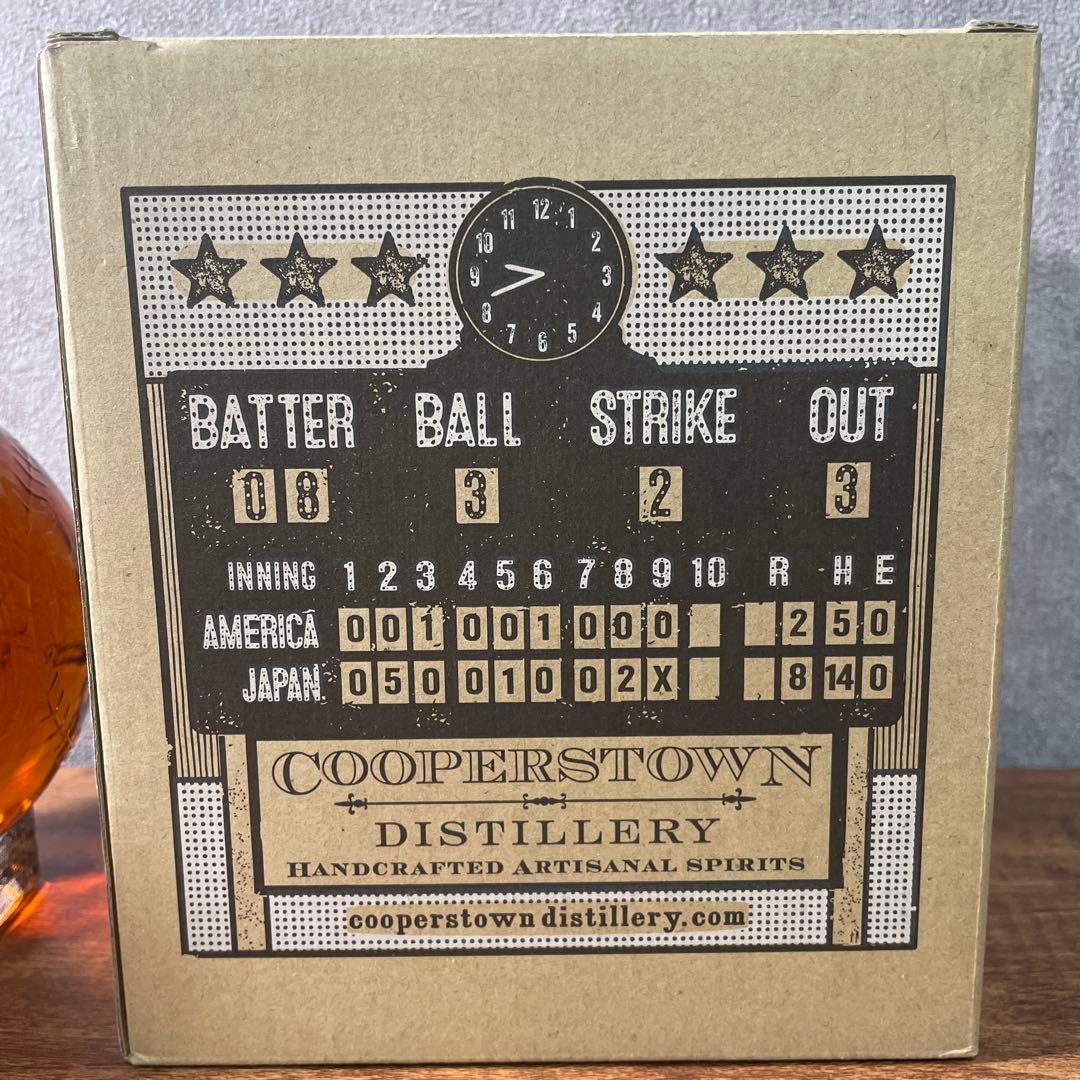 11 12 1
10 2
9 3
8 4
7 6 5
BATTER BALL STRIKE OUT
08 3 2 3
INNING 1 2 3 4 5 6 7 8 9 10 R H E
AMERICA 0 0 1 0 0 1 0 0 0 2 5 0
JAPAN. 0 5 0 0 1 0 0 2 X 8 14 0
COOPERSTOWN
DISTILLERY
HANDCRAFTED ARTISANAL SPIRITS
cooperstowndistillery.com